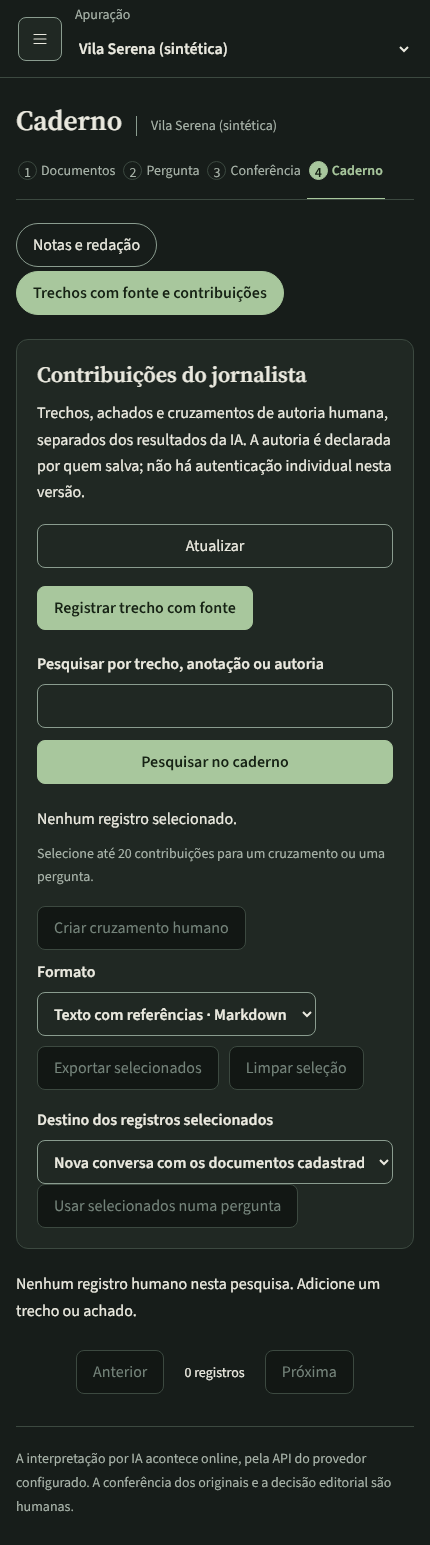 Apuração
Vila Serena (sintética)
Caderno
Vila Serena (sintética)
1 Documentos 2 Pergunta 3 Conferência 4 Caderno
Notas e redação
Trechos com fonte e contribuições
Contribuições do jornalista
Trechos, achados e cruzamentos de autoria humana,
separados dos resultados da IA. A autoria é declarada
por quem salva; não há autenticação individual nesta
versão.
Atualizar
Registrar trecho com fonte
Pesquisar por trecho, anotação ou autoria
Pesquisar no caderno
Nenhum registro selecionado.
Selecione até 20 contribuições para um cruzamento ou uma
pergunta.
Criar cruzamento humano
Formato
Texto com referências · Markdown
Exportar selecionados Limpar seleção
Destino dos registros selecionados
Nova conversa com os documentos cadastrad
Usar selecionados numa pergunta
Nenhum registro humano nesta pesquisa. Adicione um
trecho ou achado.
Anterior 0 registros Próxima
A interpretação por IA acontece online, pela API do provedor
configurado. A conferência dos originais e a decisão editorial são
humanas.